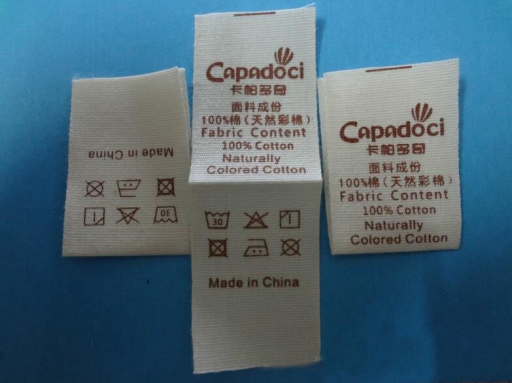 Made in China
30
Capadoci
卡帕多奇
面料成份
100%棉(天然彩棉)
Fabric Content
100% Cotton
Naturally
Colored Cotton
30
Made in China
Capadoci
卡帕多奇
面料成份
100%棉(天然彩棉)
Fabric Content
100% Cotton
Naturally
Colored Cotton